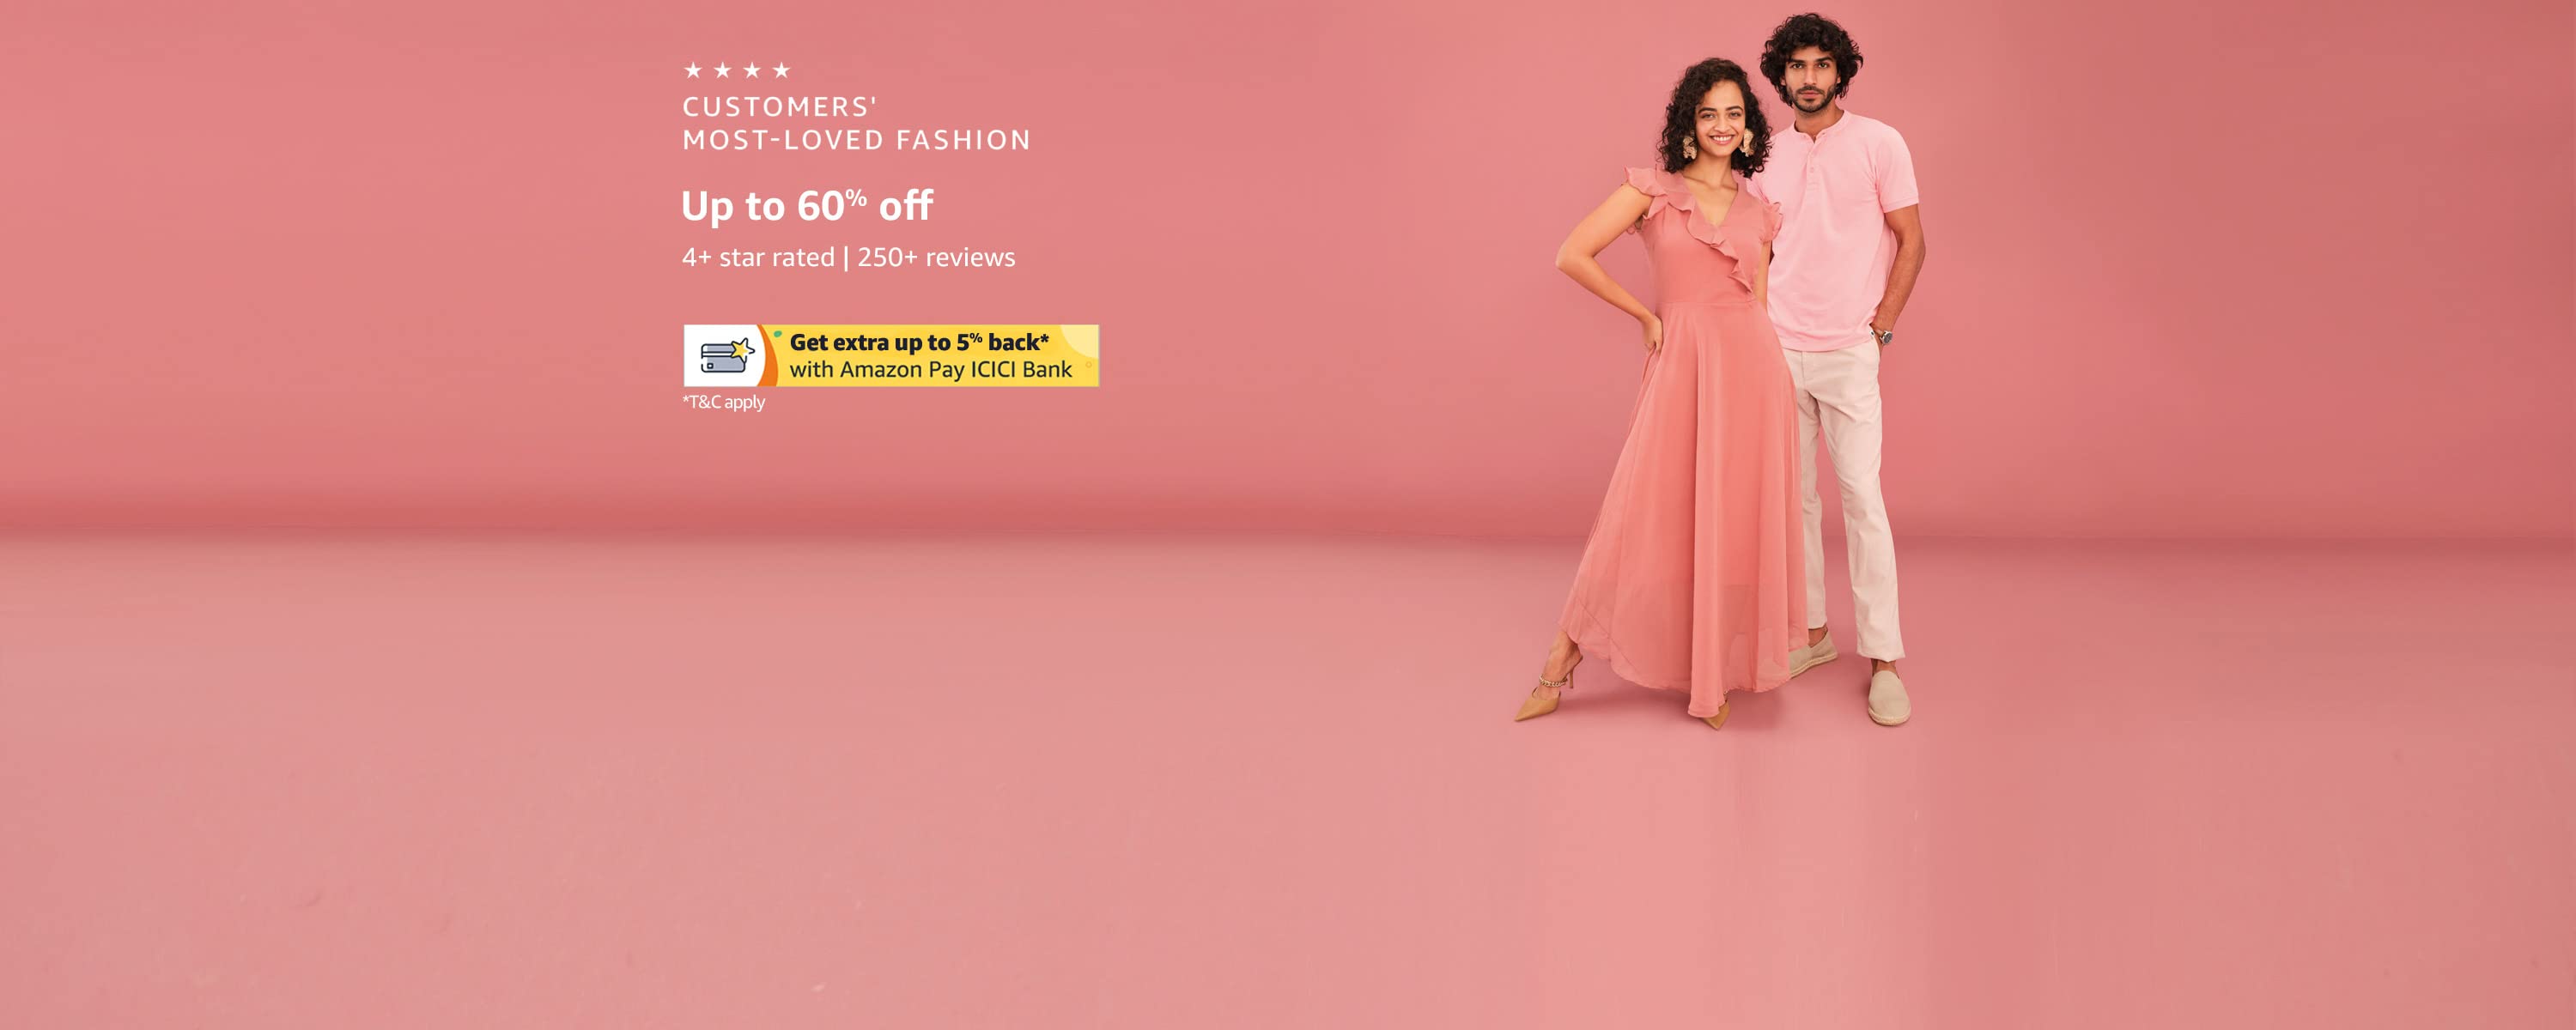 ★ ★ ★ ★
CUSTOMERS'
MOST-LOVED FASHION
Up to 60% off
4+ star rated | 250+ reviews
Get extra up to 5% back*
with Amazon Pay ICICI Bank
*T&C apply